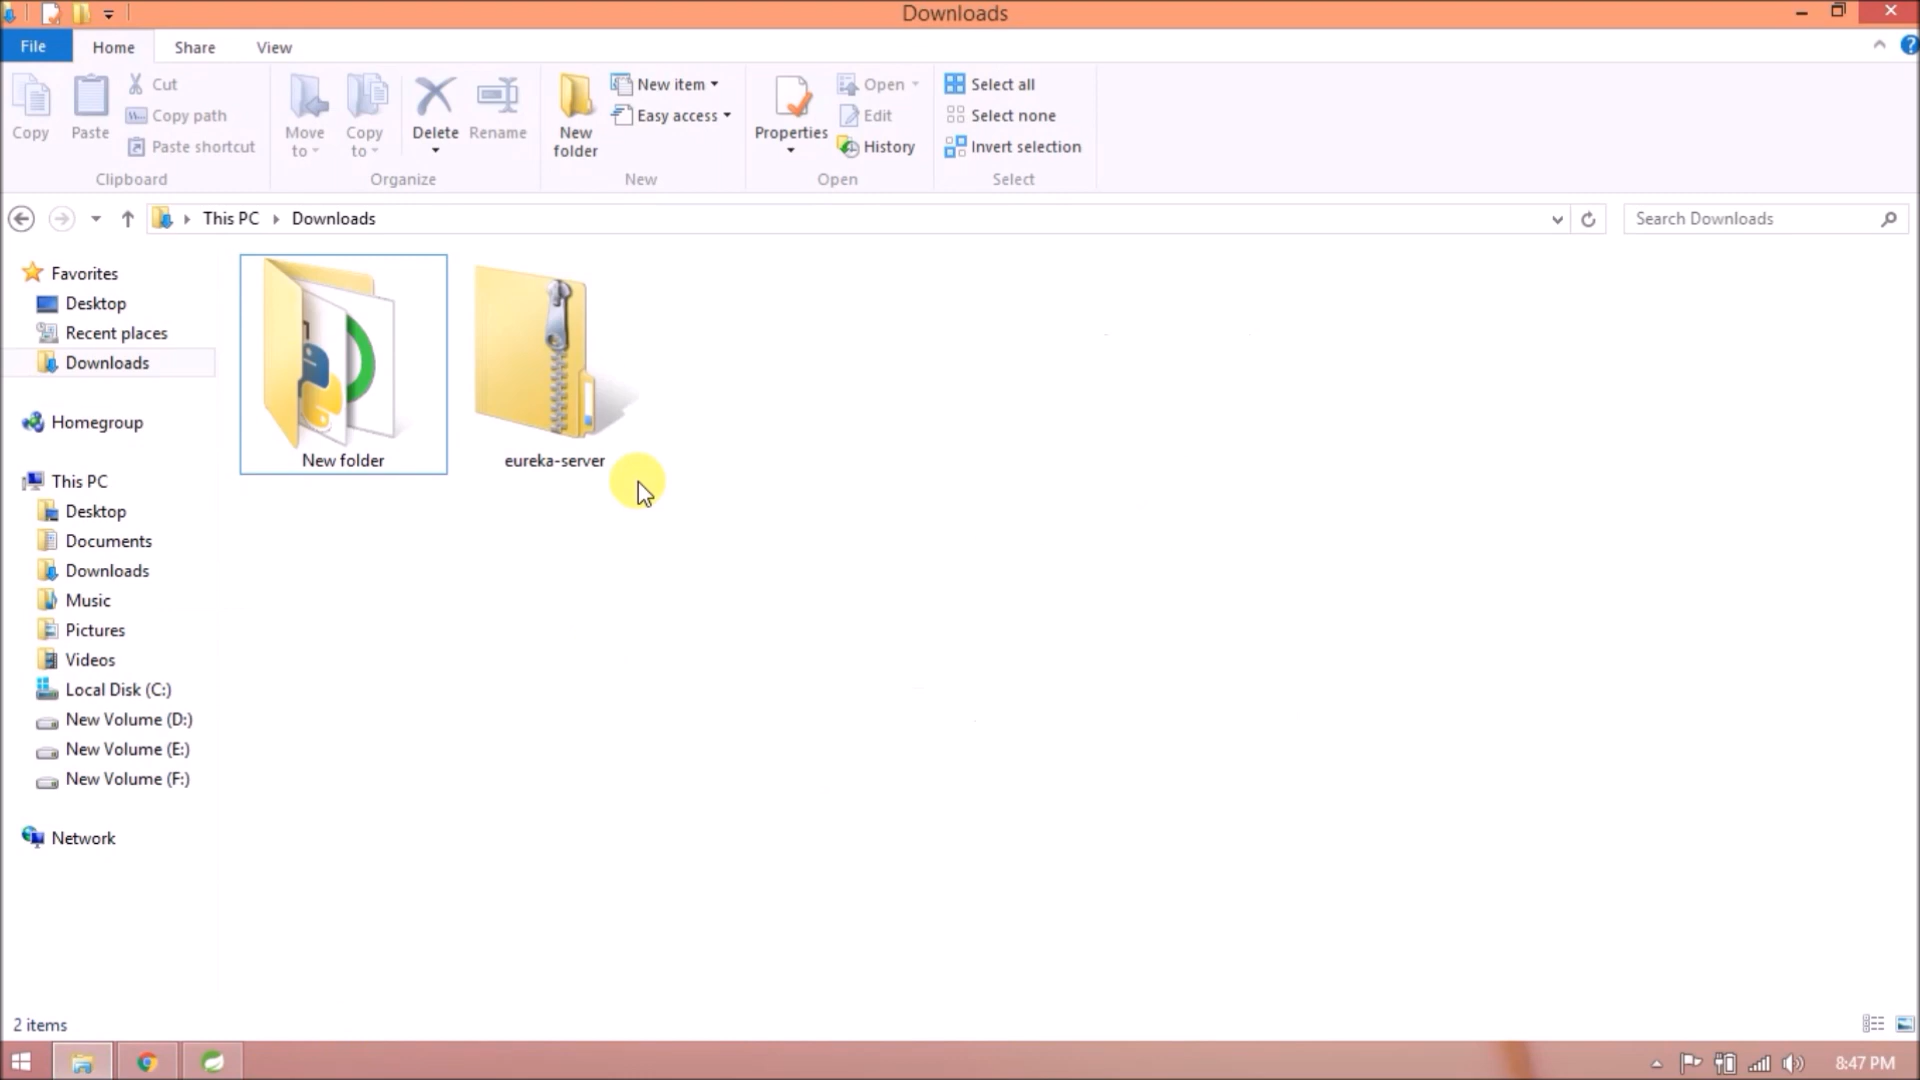 Downloads
File Home Share View
Copy
Paste
Cut
Copy path
Paste shortcut
Clipboard
Move to
Copy to
Delete
Rename
Organize
New folder
New item
Easy access
New
Properties
Open
Edit
History
Open
Select all
Select none
Invert selection
Select
This PC Downloads
Search Downloads
Favorites
Desktop
Recent places
Downloads
Homegroup
This PC
Desktop
Documents
Downloads
Music
Pictures
Videos
Local Disk (C:)
New Volume (D:)
New Volume (E:)
New Volume (F:)
Network
New folder
eureka-server
2 items
8:47 PM